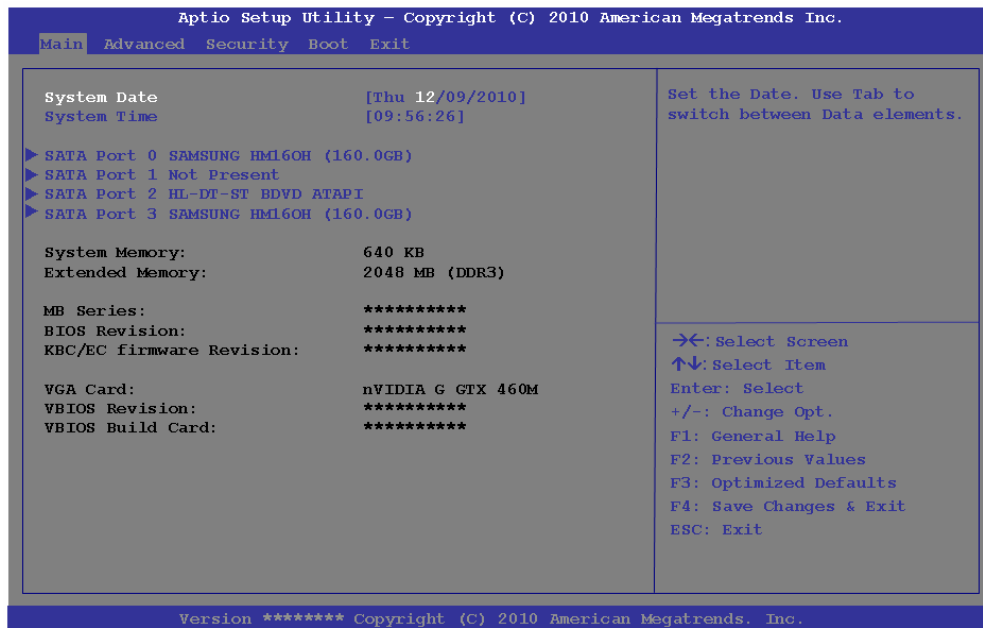 Aptio Setup Utility – Copyright (C) 2010 American Megatrends Inc.
Main Advanced Security Boot Exit
System Date [Thu 12/09/2010]
System Time [09:56:26]
SATA Port 0 SAMSUNG HM16OH (160.0GB)
SATA Port 1 Not Present
SATA Port 2 HL-DT-ST BDVD ATAPI
SATA Port 3 SAMSUNG HM16OH (160.0GB)
System Memory: 640 KB
Extended Memory: 2048 MB (DDR3)
MB Series: **********
BIOS Revision: **********
KBC/EC firmware Revision: **********
VGA Card: nVIDIA G GTX 460M
VBIOS Revision: **********
VBIOS Build Card: **********
Set the Date. Use Tab to
switch between Data elements.
→←: Select Screen
↑↓: Select Item
Enter: Select
+/-: Change Opt.
F1: General Help
F2: Previous Values
F3: Optimized Defaults
F4: Save Changes & Exit
ESC: Exit
Version ******** Copyright (C) 2010 American Megatrends. Inc.